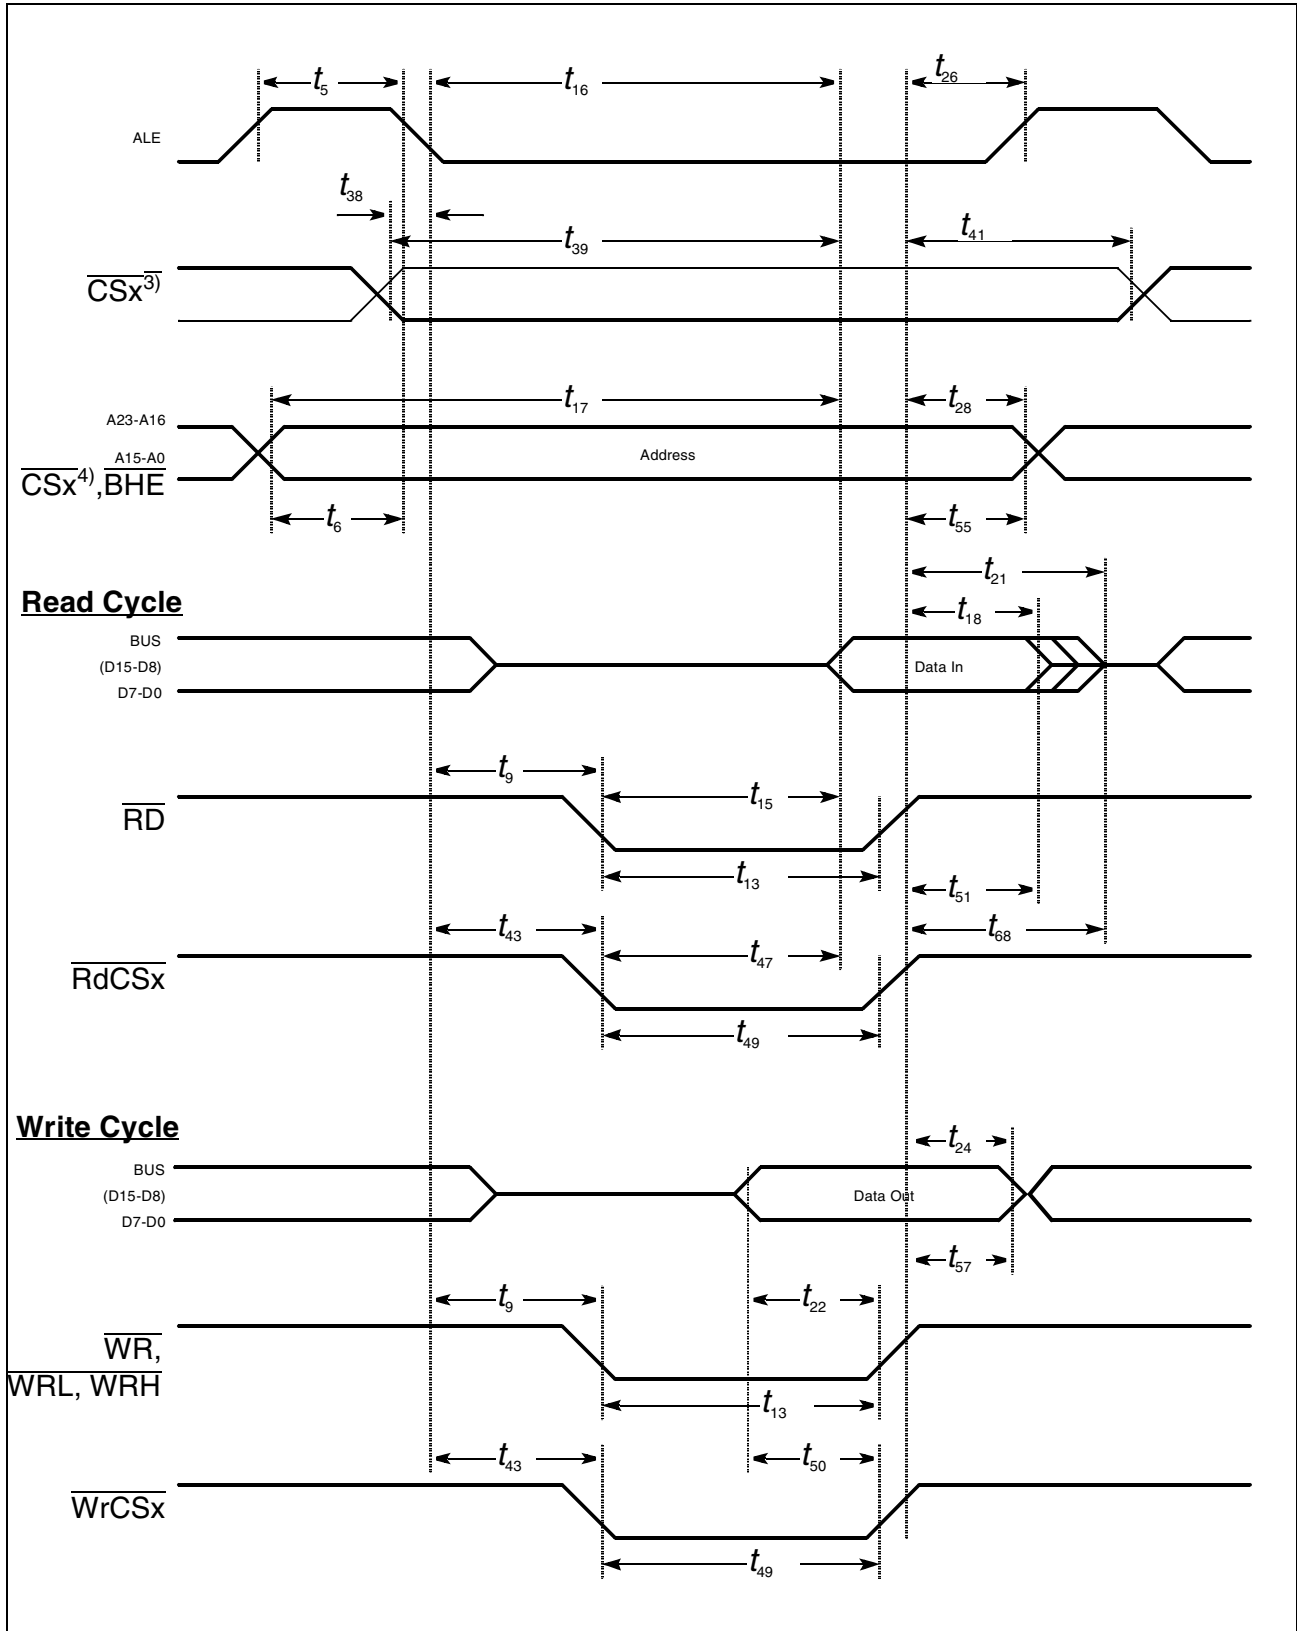 t5
t16
t26
ALE
t38
t39
t41
CSx3)
t17
t28
A23-A16
A15-A0
Address
CSx4),BHE
t6
t55
t21
Read Cycle
t18
BUS
(D15-D8)
Data In
D7-D0
t9
t15
RD
t13
t51
t43
t68
t47
RdCSx
t49
Write Cycle
t24
BUS
(D15-D8)
Data Out
D7-D0
t57
t9
t22
WR,
WRL, WRH
t13
t43
t50
WrCSx
t49